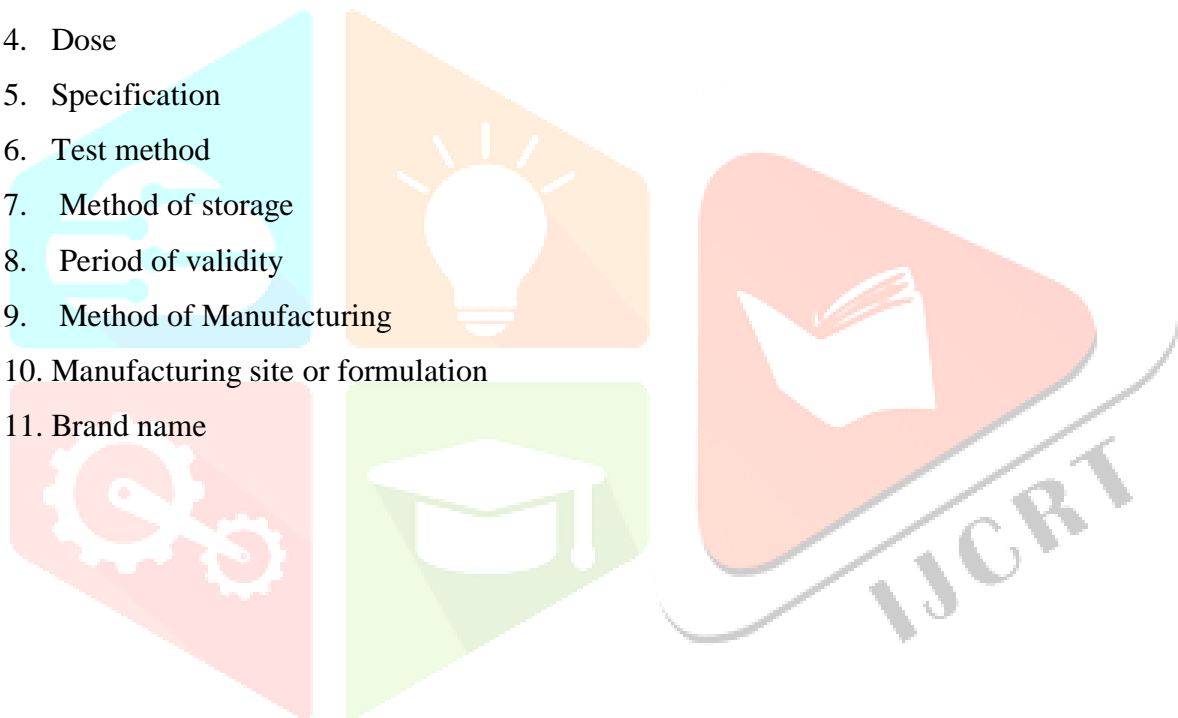 4. Dose
5. Specification
6. Test method
7. Method of storage
8. Period of validity
9. Method of Manufacturing
10. Manufacturing site or formulation
11. Brand name
IJCRT